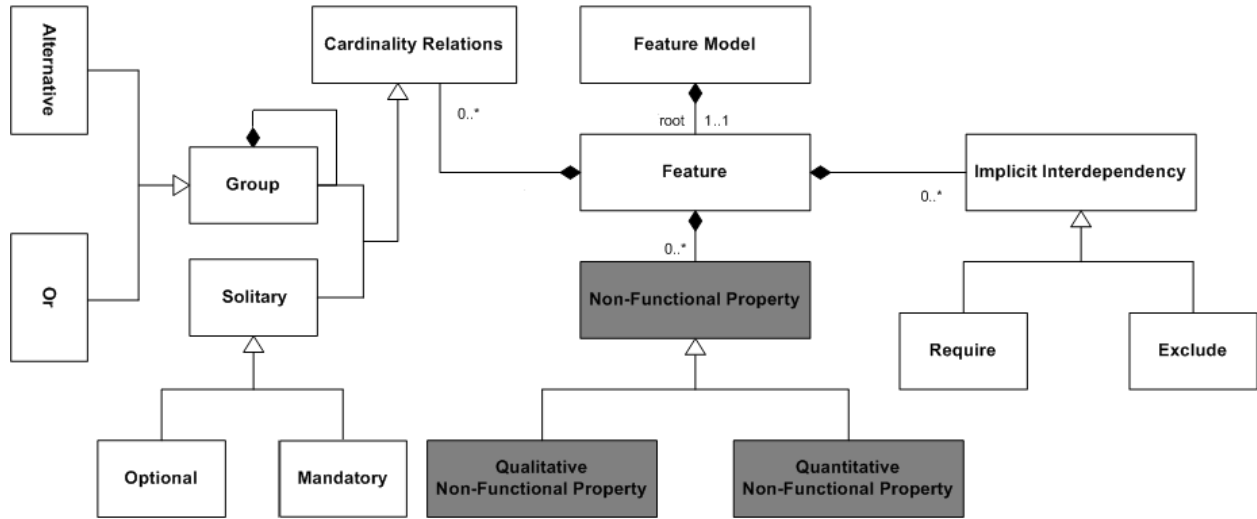 Alternative
Cardinality Relations
Feature Model
0..*
root
1..1
Group
Feature
Implicit Interdependency
0..*
0..*
Or
Solitary
Non-Functional Property
Require
Exclude
Optional
Mandatory
Qualitative
Non-Functional Property
Quantitative
Non-Functional Property